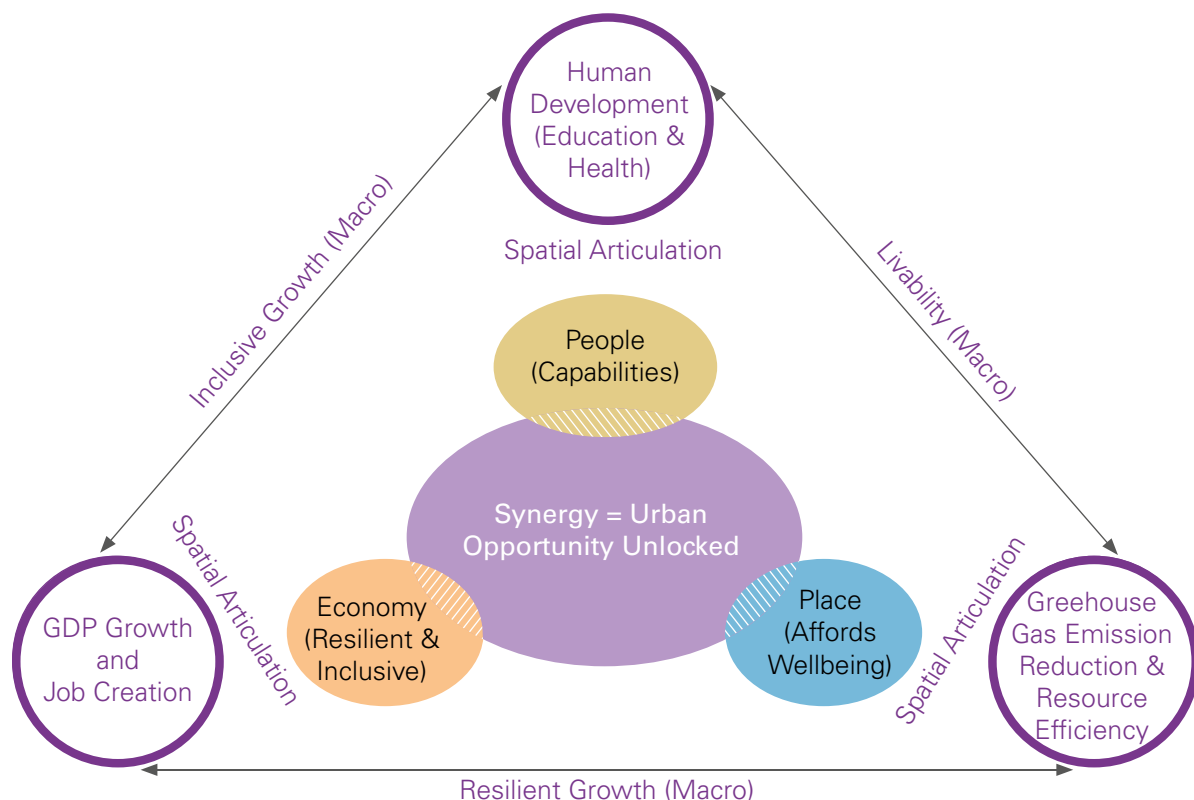 Human
Development
(Education &
Health)
Spatial Articulation
Inclusive Growth (Macro)
Livability (Macro)
People
(Capabilities)
Synergy = Urban
Opportunity Unlocked
Spatial Articulation
GDP Growth
and
Job Creation
Economy
(Resilient &
Inclusive)
Place
(Affords
Wellbeing)
Spatial Articulation
Greehouse
Gas Emission
Reduction &
Resource
Efficiency
Resilient Growth (Macro)